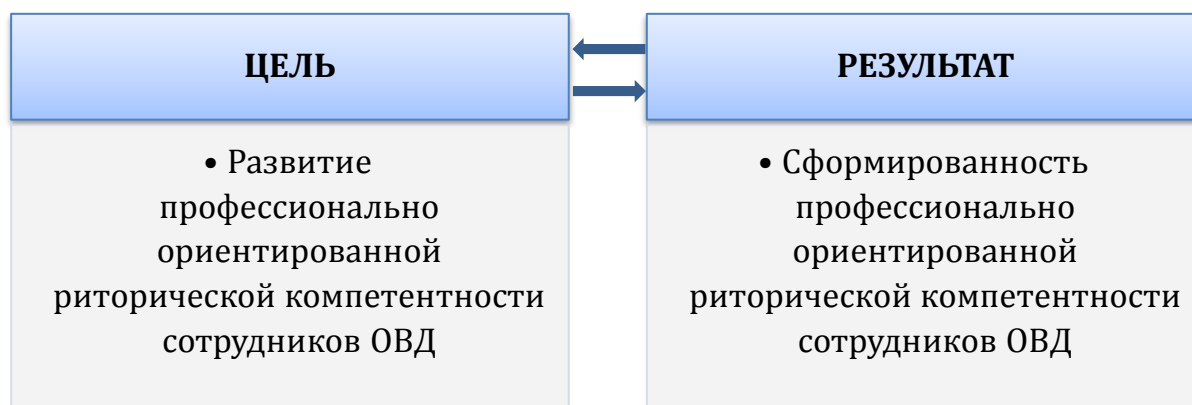 ЦЕЛЬ
• Развитие
профессионально
ориентированной
риторической компетентности
сотрудников ОВД
РЕЗУЛЬТАТ
• Сформированность
профессионально
ориентированной
риторической компетентности
сотрудников ОВД